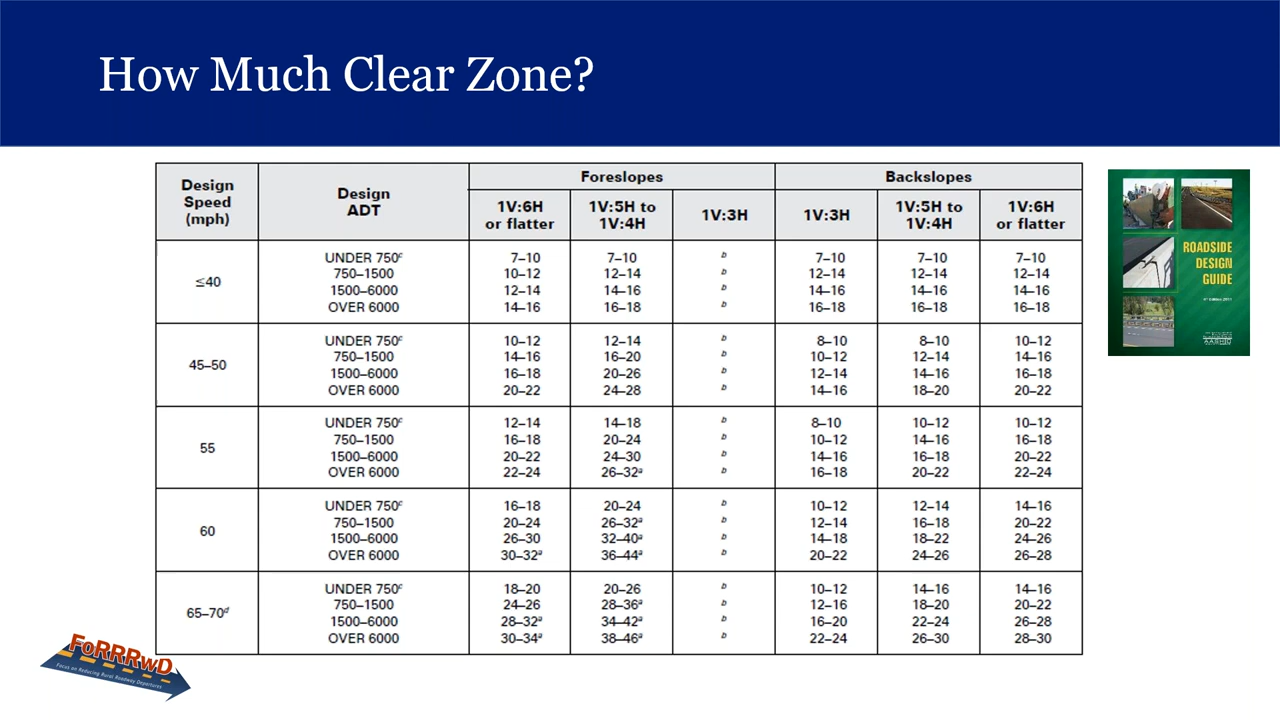 How Much Clear Zone?
Design Speed (mph) Design ADT Foreslopes Backslopes
1V:6H or flatter 1V:5H to 1V:4H 1V:3H 1V:3H 1V:5H to 1V:4H 1V:6H or flatter
≤40
UNDER 750c 7–10 7–10 b 7–10 7–10 7–10
750–1500 10–12 12–14 b 12–14 12–14 12–14
1500–6000 12–14 14–16 b 14–16 14–16 14–16
OVER 6000 14–16 16–18 b 16–18 16–18 16–18
45–50
UNDER 750c 10–12 12–14 b 8–10 8–10 10–12
750–1500 14–16 16–20 b 10–12 12–14 14–16
1500–6000 16–18 20–26 b 12–14 14–16 16–18
OVER 6000 20–22 24–28 b 14–16 18–20 20–22
55
UNDER 750c 12–14 14–18 b 8–10 10–12 10–12
750–1500 16–18 20–24 b 10–12 14–16 16–18
1500–6000 20–22 24–30 b 14–16 16–18 20–22
OVER 6000 22–24 26–32a b 16–18 20–22 22–24
60
UNDER 750c 16–18 20–24 b 10–12 12–14 14–16
750–1500 20–24 26–32a b 12–14 16–18 20–22
1500–6000 26–30 32–40a b 14–18 18–22 24–26
OVER 6000 30–32a 36–44a b 20–22 24–26 26–28
65–70d
UNDER 750c 18–20 20–26 b 10–12 14–16 14–16
750–1500 24–26 28–36a b 12–16 18–20 20–22
1500–6000 28–32a 34–42a b 16–20 22–24 26–28
OVER 6000 30–34a 38–46a b 22–24 26–30 28–30
ROADSIDE
DESIGN
GUIDE
AASHTO
FoRRRwD
Focus on Reducing Rural Roadway Departures